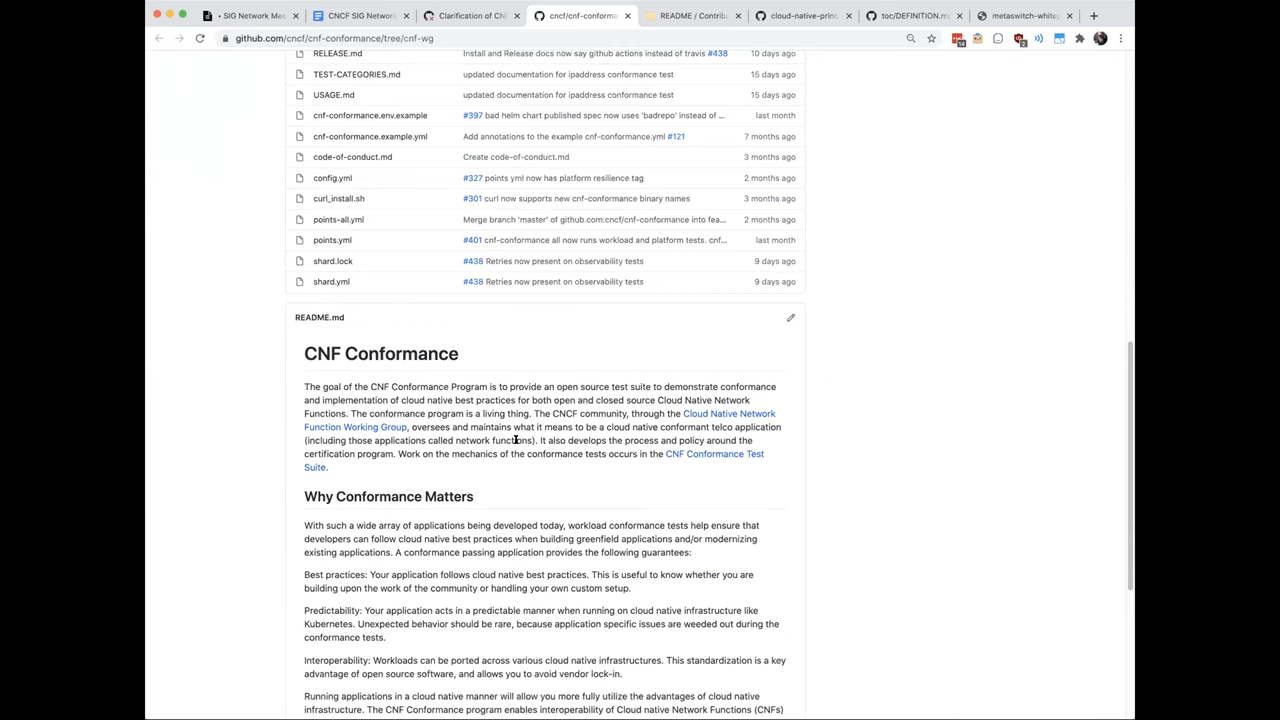 SIG Network Mee
CNCF SIG Network
Clarification of CNF
cncf/cnf-conforma
README / Contrib
cloud-native-princ
toc/DEFINITION.m
metaswitch-white
github.com/cncf/cnf-conformance/tree/cnf-wg
RELEASE.md Install and Release docs now say github actions instead of travis #438 10 days ago
TEST-CATEGORIES.md updated documentation for ipaddress conformance test 15 days ago
USAGE.md updated documentation for ipaddress conformance test 15 days ago
cnf-conformance.env.example #397 bad helm chart published spec now uses 'badrepo' instead of ... last month
cnf-conformance.example.yml Add annotations to the example cnf-conformance.yml #121 7 months ago
code-of-conduct.md Create code-of-conduct.md 3 months ago
config.yml #327 points yml now has platform resilience tag 2 months ago
curl_install.sh #301 curl now supports new cnf-conformance binary names 3 months ago
points-all.yml Merge branch 'master' of github.com:cncf/cnf-conformance into fea... 2 months ago
points.yml #401 cnf-conformance all now runs workload and platform tests. cnf... last month
shard.lock #438 Retries now present on observability tests 9 days ago
shard.yml #438 Retries now present on observability tests 9 days ago
README.md
CNF Conformance
The goal of the CNF Conformance Program is to provide an open source test suite to demonstrate conformance
and implementation of cloud native best practices for both open and closed source Cloud Native Network
Functions. The conformance program is a living thing. The CNCF community, through the Cloud Native Network
Function Working Group, oversees and maintains what it means to be a cloud native conformant telco application
(including those applications called network functions). It also develops the process and policy around the
certification program. Work on the mechanics of the conformance tests occurs in the CNF Conformance Test
Suite.
Why Conformance Matters
With such a wide array of applications being developed today, workload conformance tests help ensure that
developers can follow cloud native best practices when building greenfield applications and/or modernizing
existing applications. A conformance passing application provides the following guarantees:
Best practices: Your application follows cloud native best practices. This is useful to know whether you are
building upon the work of the community or handling your own custom setup.
Predictability: Your application acts in a predictable manner when running on cloud native infrastructure like
Kubernetes. Unexpected behavior should be rare, because application specific issues are weeded out during the
conformance tests.
Interoperability: Workloads can be ported across various cloud native infrastructures. This standardization is a key
advantage of open source software, and allows you to avoid vendor lock-in.
Running applications in a cloud native manner will allow you more fully utilize the advantages of cloud native
infrastructure. The CNF Conformance program enables interoperability of Cloud native Network Functions (CNFs)